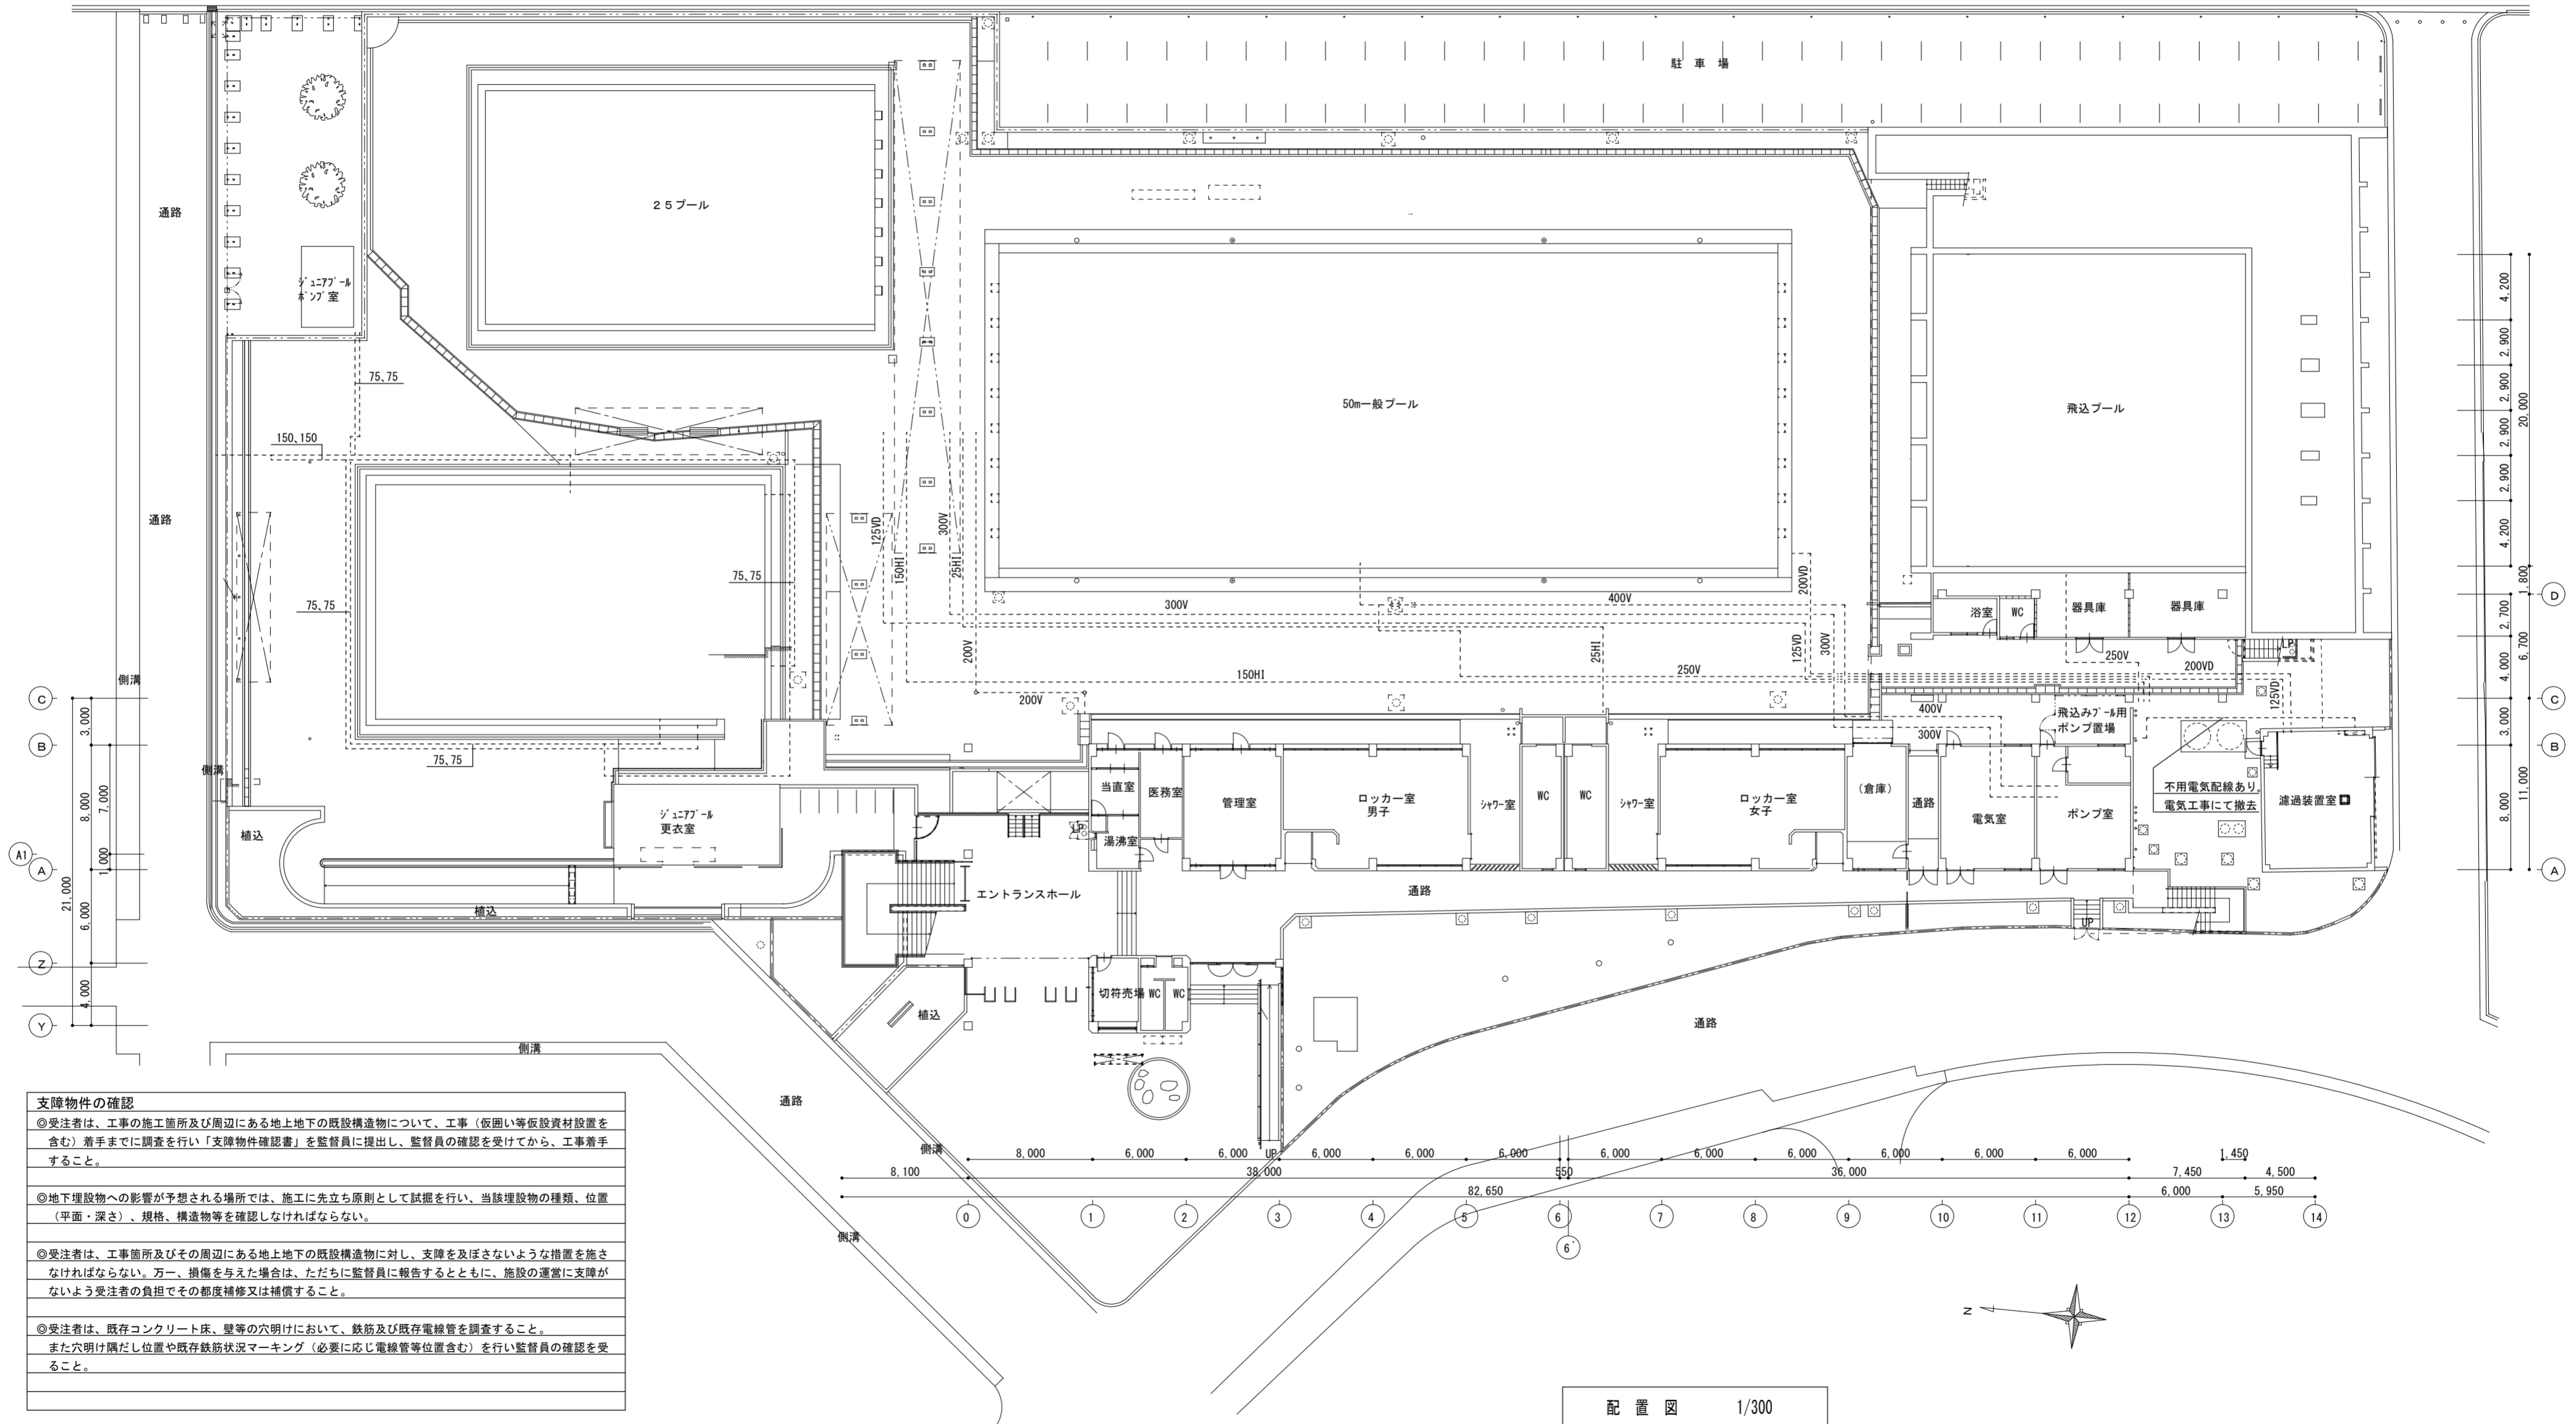 駐 車 場
通路
２５プール
ジュニアプール
ポンプ室
75、75
50m一般プール
飛込プール
150、150
通路
125VD
150HI
300V
25HI
75、75
75、75
300V
400V
200VD
浴室
WC
器具庫
器具庫
UP
200V
25HI
125VD
300V
250V
200VD
150HI
250V
125VD
側溝
200V
400V
飛込みプール用
ポンプ置場
300V
側溝
75、75
不用電気配線あり、
電気工事にて撤去
濾過装置室
当直室
医務室
管理室
ロッカー室
男子
シャワー室
WC
WC
シャワー室
ロッカー室
女子
（倉庫）
通路
電気室
ポンプ室
ジュニアプール
更衣室
UP
湯沸室
植込
エントランスホール
通路
植込
UP
切符売場
WC
WC
植込
通路
側溝
通路
側溝
UP
側溝
4,200
2,900
2,900
2,900
2,900
4,200
20,000
1,800
2,700
4,000
6,700
3,000
8,000
11,000
D
C
B
A
C
B
A1
A
Z
Y
3,000
8,000
7,000
1,000
21,000
6,000
4,000
8,000
6,000
6,000
6,000
6,000
6,000
6,000
6,000
6,000
6,000
6,000
6,000
1,450
8,100
38,000
550
36,000
7,450
4,500
82,650
6,000
5,950
0
1
2
3
4
5
6
7
8
9
10
11
12
13
14
6'
支障物件の確認
◎受注者は、工事の施工箇所及び周辺にある地上地下の既設構造物について、工事（仮囲い等仮設資材設置を
含む）着手までに調査を行い「支障物件確認書」を監督員に提出し、監督員の確認を受けてから、工事着手
すること。
◎地下埋設物への影響が予想される場所では、施工に先立ち原則として試掘を行い、当該埋設物の種類、位置
（平面・深さ）、規格、構造物等を確認しなければならない。
◎受注者は、工事箇所及びその周辺にある地上地下の既設構造物に対し、支障を及ぼさないような措置を施さ
なければならない。万一、損傷を与えた場合は、ただちに監督員に報告するとともに、施設の運営に支障が
ないよう受注者の負担でその都度補修又は補償すること。
◎受注者は、既存コンクリート床、壁等の穴明けにおいて、鉄筋及び既存電線管を調査すること。
また穴明け隅だし位置や既存鉄筋状況マーキング（必要に応じ電線管等位置含む）を行い監督員の確認を受
ること。
N
配 置 図 1/300